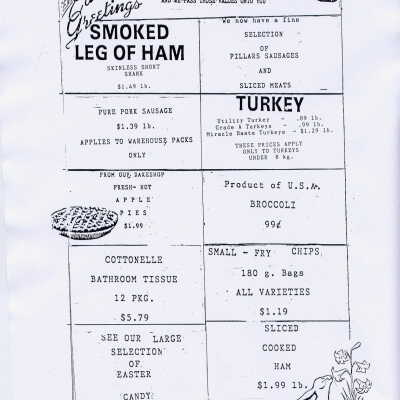 Greetings
AND WE PASS THOSE VALUES ONTO YOU
SMOKED
LEG OF HAM
SKINLESS SHORT
SHANK
$1.49 lb.
We now have a fine
SELECTION
OF
PILLARS SAUSAGES
AND
SLICED MEATS
PURE PORK SAUSAGE
$1.39 lb.
APPLIES TO WAREHOUSE PACKS
ONLY
TURKEY
Utility Turkey - .89 lb.
Grade A Turkeys - .99 lb.
Miracle Baste Turkeys - $1.29 lb.
THESE PRICES APPLY
ONLY TO TURKEYS
UNDER 8 kg.
FROM OUR BAKESHOP
FRESH- HOT
APPLE
PIES
$1.99
Product of U.S.A.
BROCCOLI
99¢
COTTONELLE
BATHROOM TISSUE
12 PKG.
$5.79
SMALL - FRY CHIPS
180 g. Bags
ALL VARIETIES
$1.19
SEE OUR LARGE
SELECTION
OF
EASTER
CANDY
SLICED
COOKED
HAM
$1.99 lb.